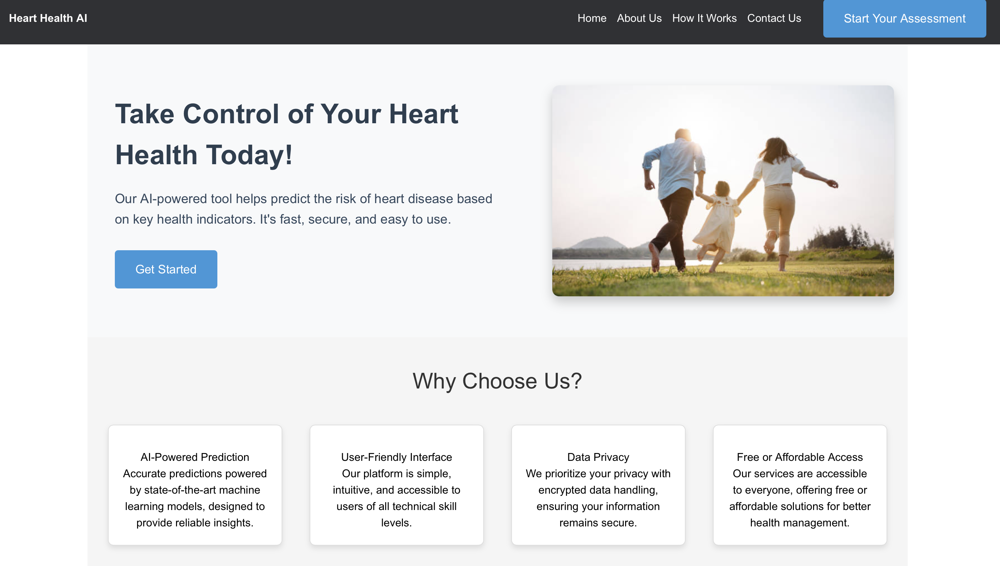 Heart Health AI
Home About Us How It Works Contact Us Start Your Assessment
Take Control of Your Heart
Health Today!
Our AI-powered tool helps predict the risk of heart disease based
on key health indicators. It's fast, secure, and easy to use.
Get Started
Why Choose Us?
AI-Powered Prediction
Accurate predictions powered
by state-of-the-art machine
learning models, designed to
provide reliable insights.
User-Friendly Interface
Our platform is simple,
intuitive, and accessible to
users of all technical skill
levels.
Data Privacy
We prioritize your privacy with
encrypted data handling,
ensuring your information
remains secure.
Free or Affordable Access
Our services are accessible
to everyone, offering free or
affordable solutions for better
health management.